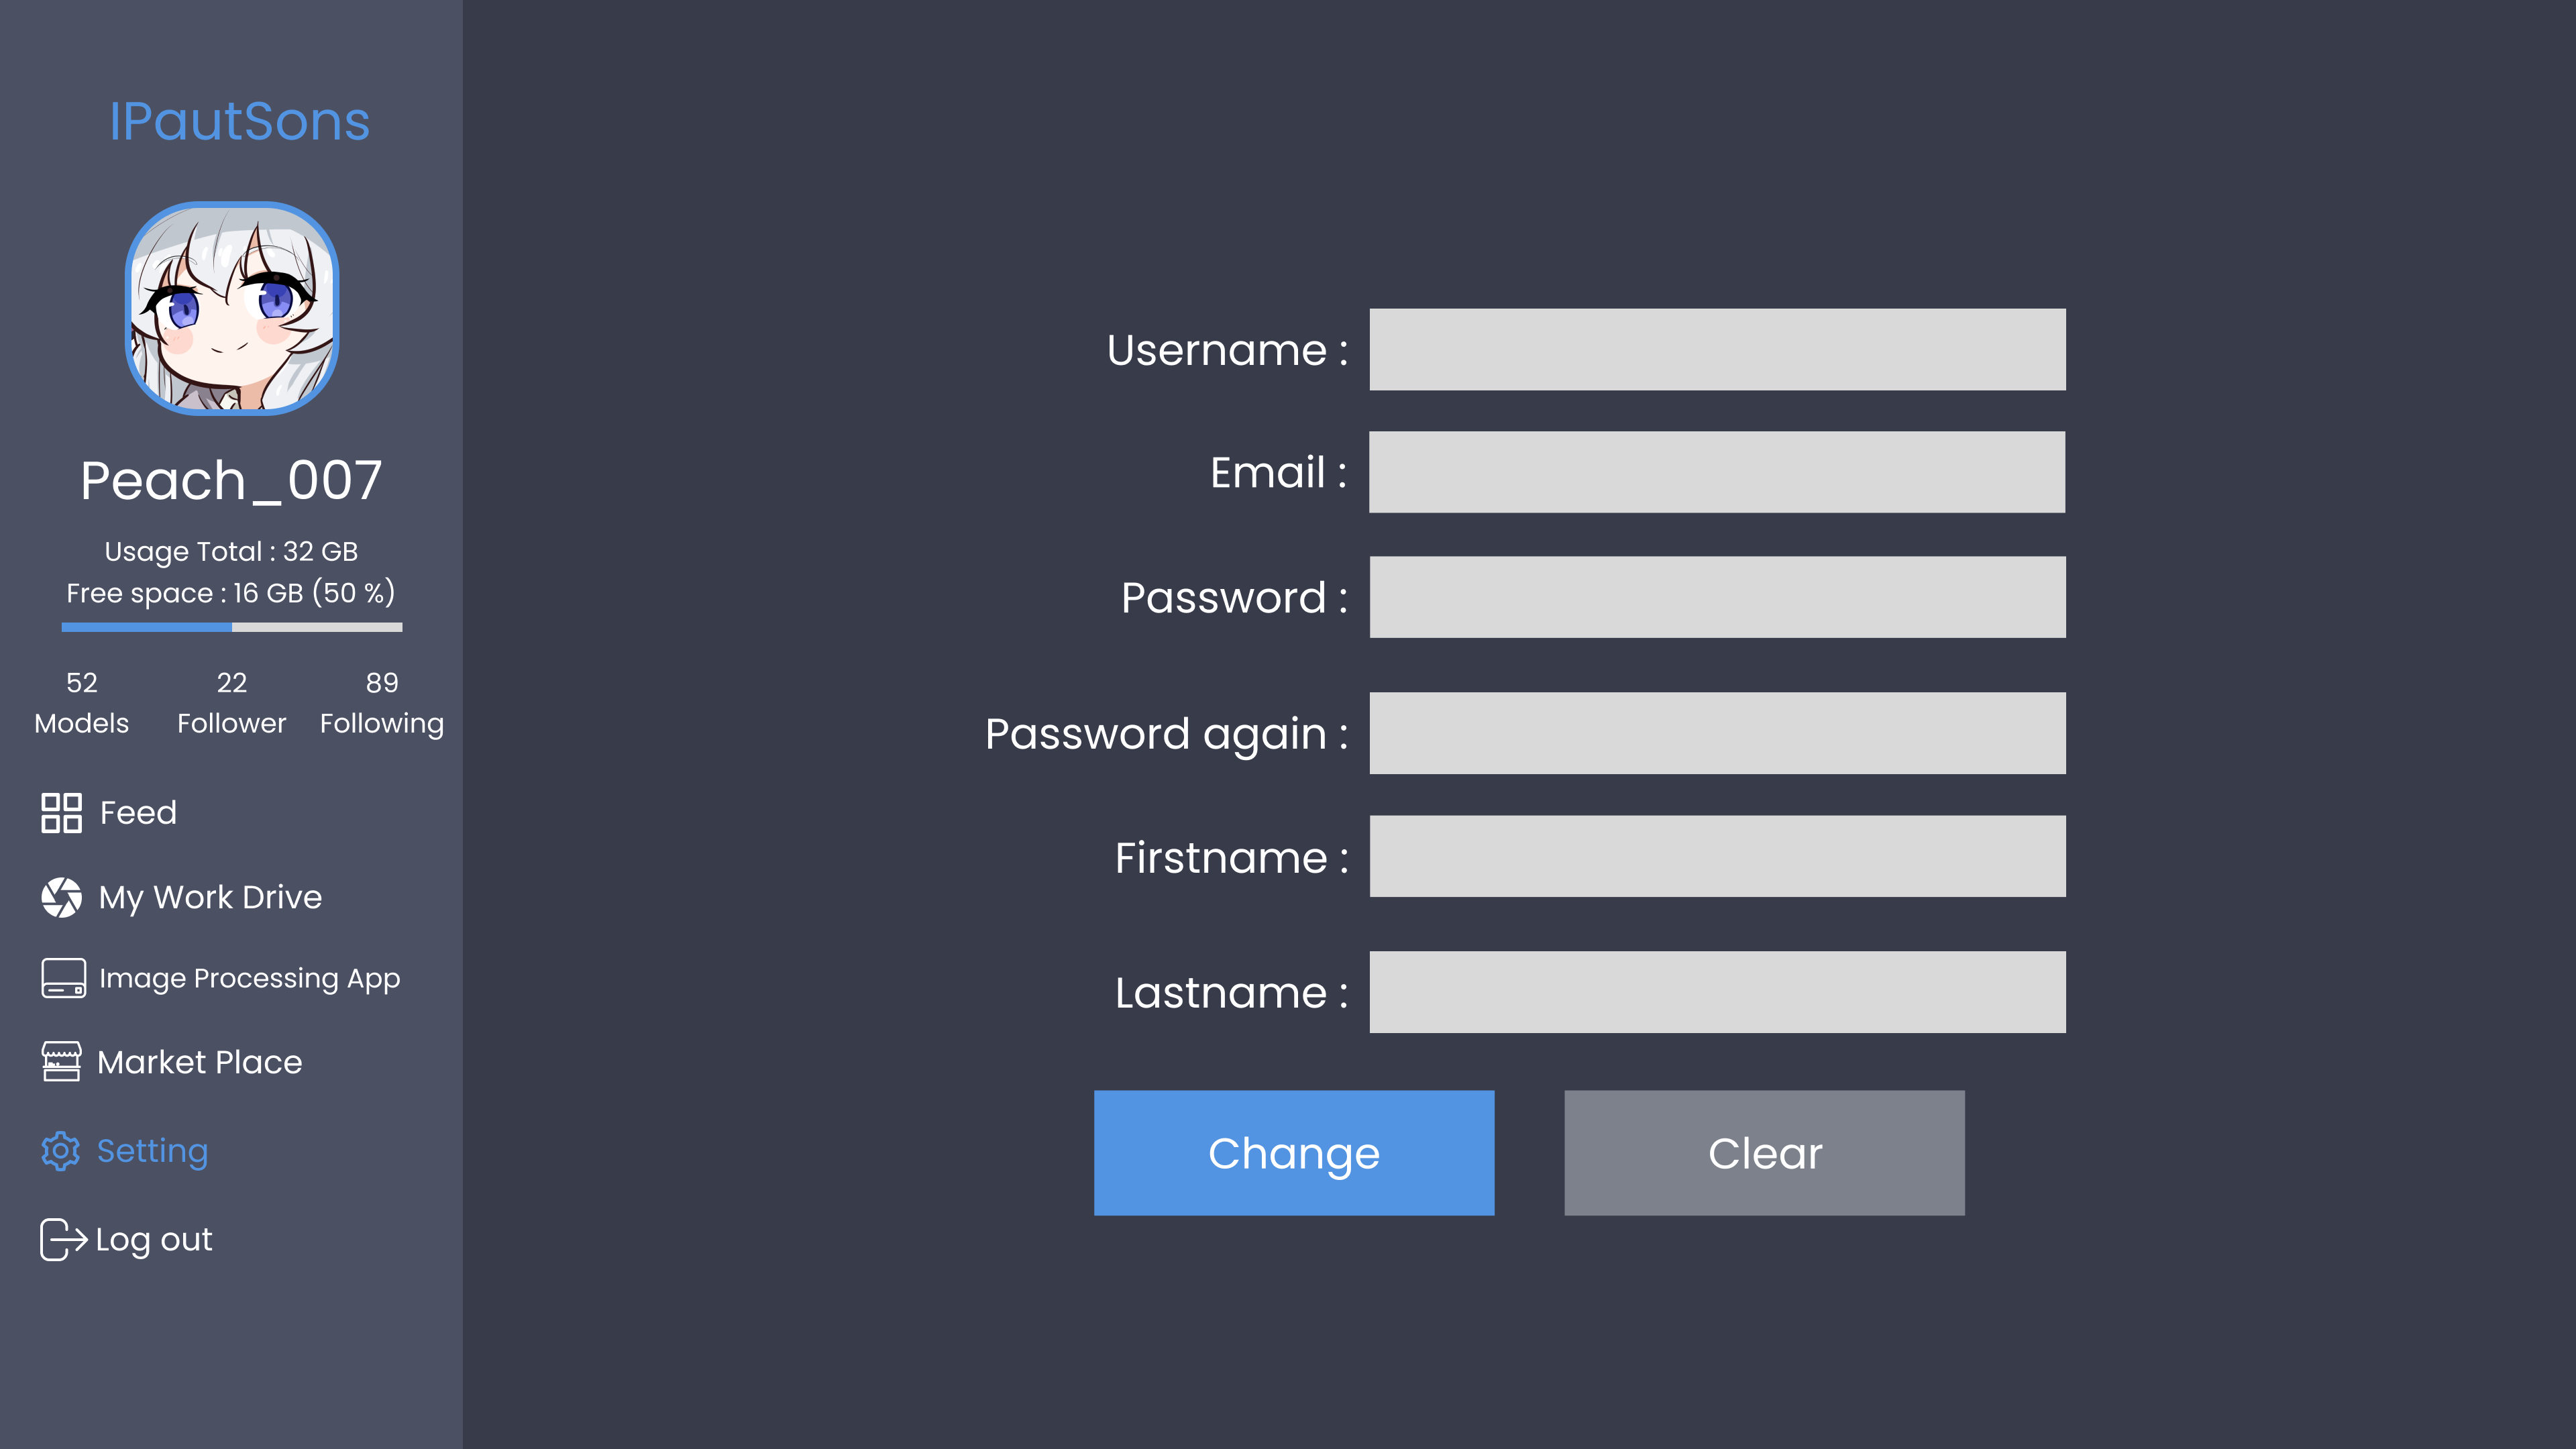 IPautSons
Peach_007
Usage Total : 32 GB
Free space : 16 GB (50 %)
52 22 89
Models Follower Following
Feed
My Work Drive
Image Processing App
Market Place
Setting
Log out
Username :
Email :
Password :
Password again :
Firstname :
Lastname :
Change Clear